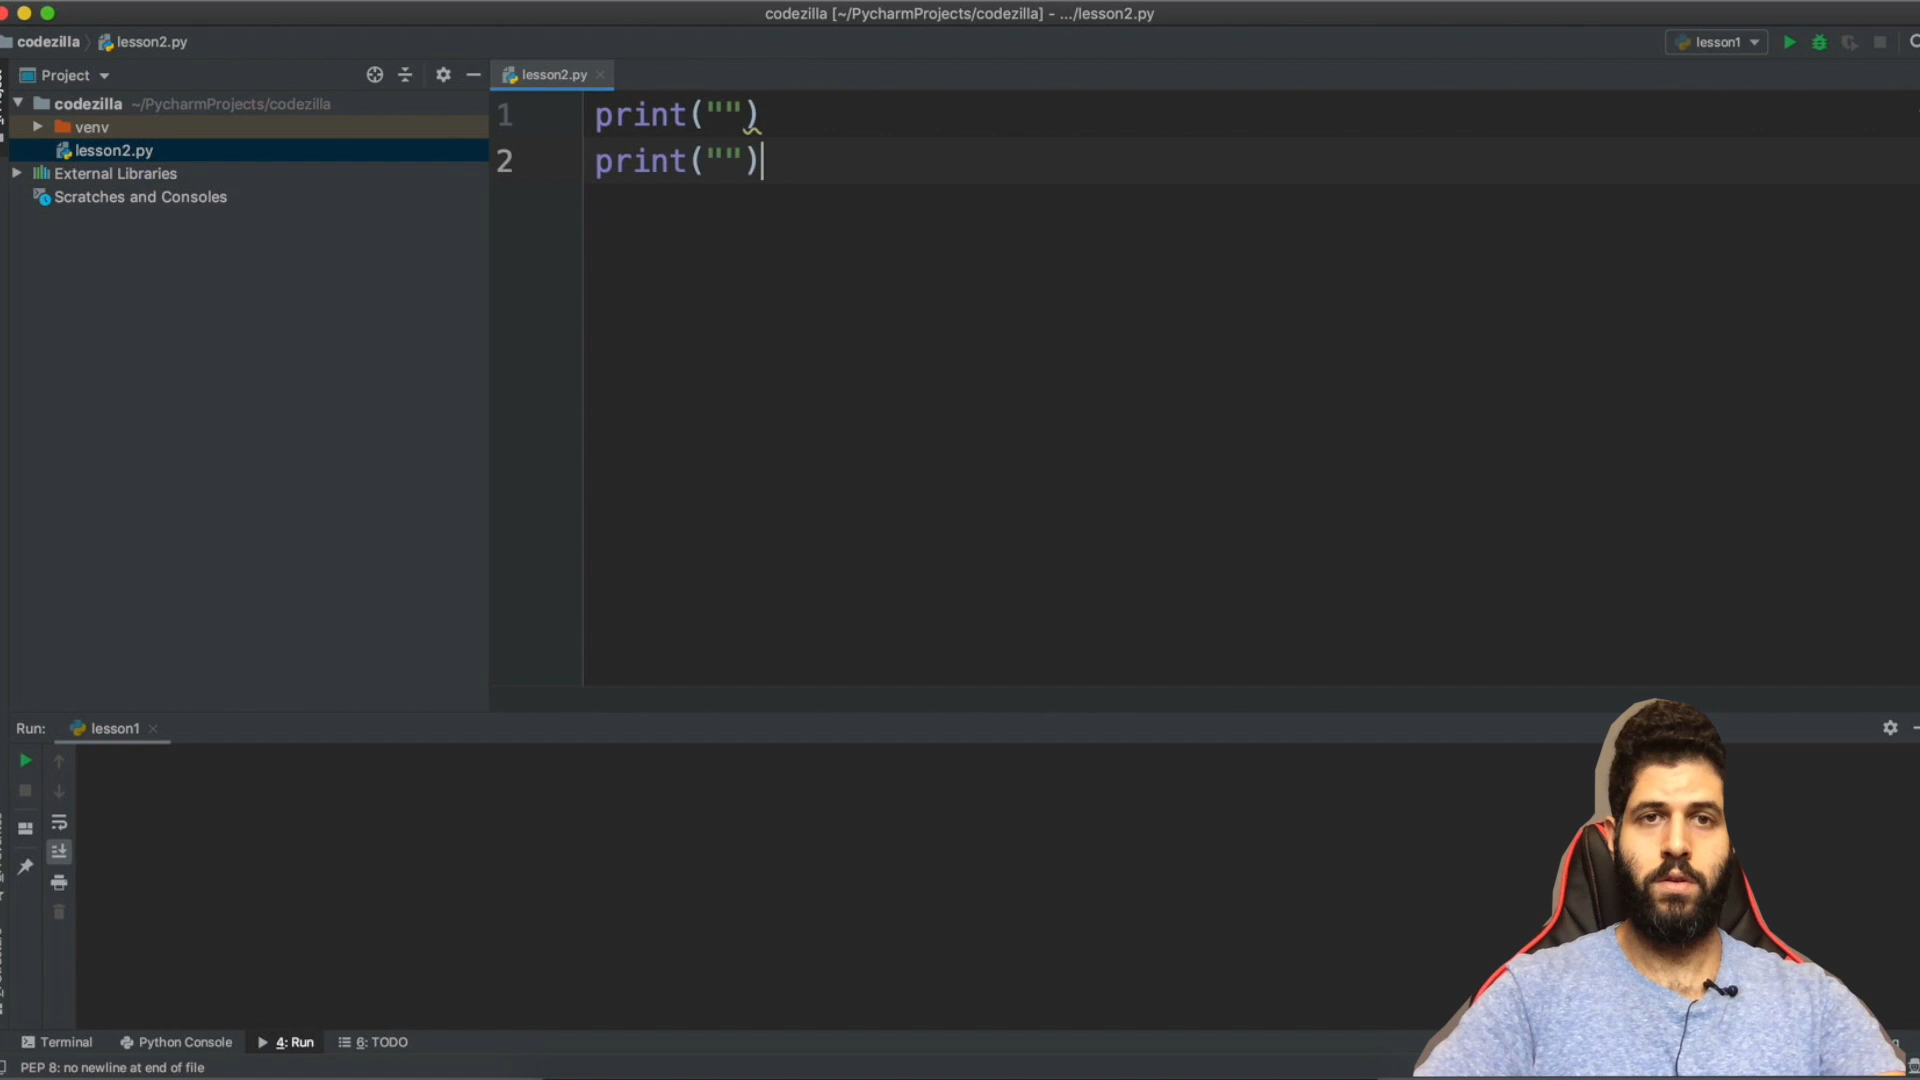 codezilla [~/PycharmProjects/codezilla] - .../lesson2.py
codezilla lesson2.py
lesson1
Project
lesson2.py
codezilla ~/PycharmProjects/codezilla
venv
lesson2.py
External Libraries
Scratches and Consoles
1 print("")
2 print("")
Run: lesson1
Terminal Python Console 4: Run 6: TODO
PEP 8: no newline at end of file